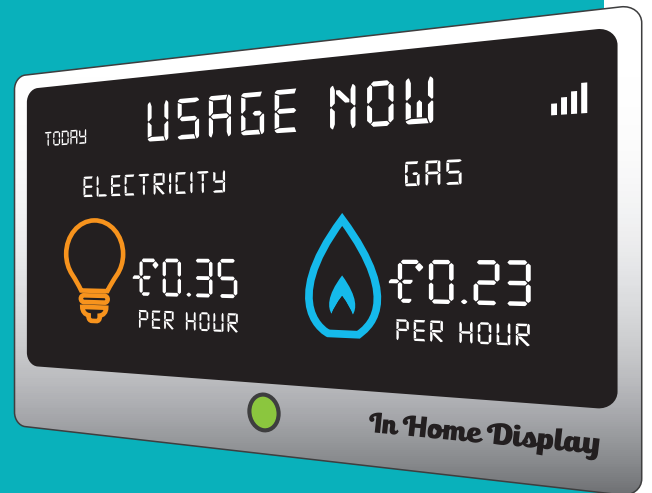 USAGE NOW
TODAY
ELECTRICITY
GAS
€0.35
PER HOUR
€0.23
PER HOUR
In Home Display